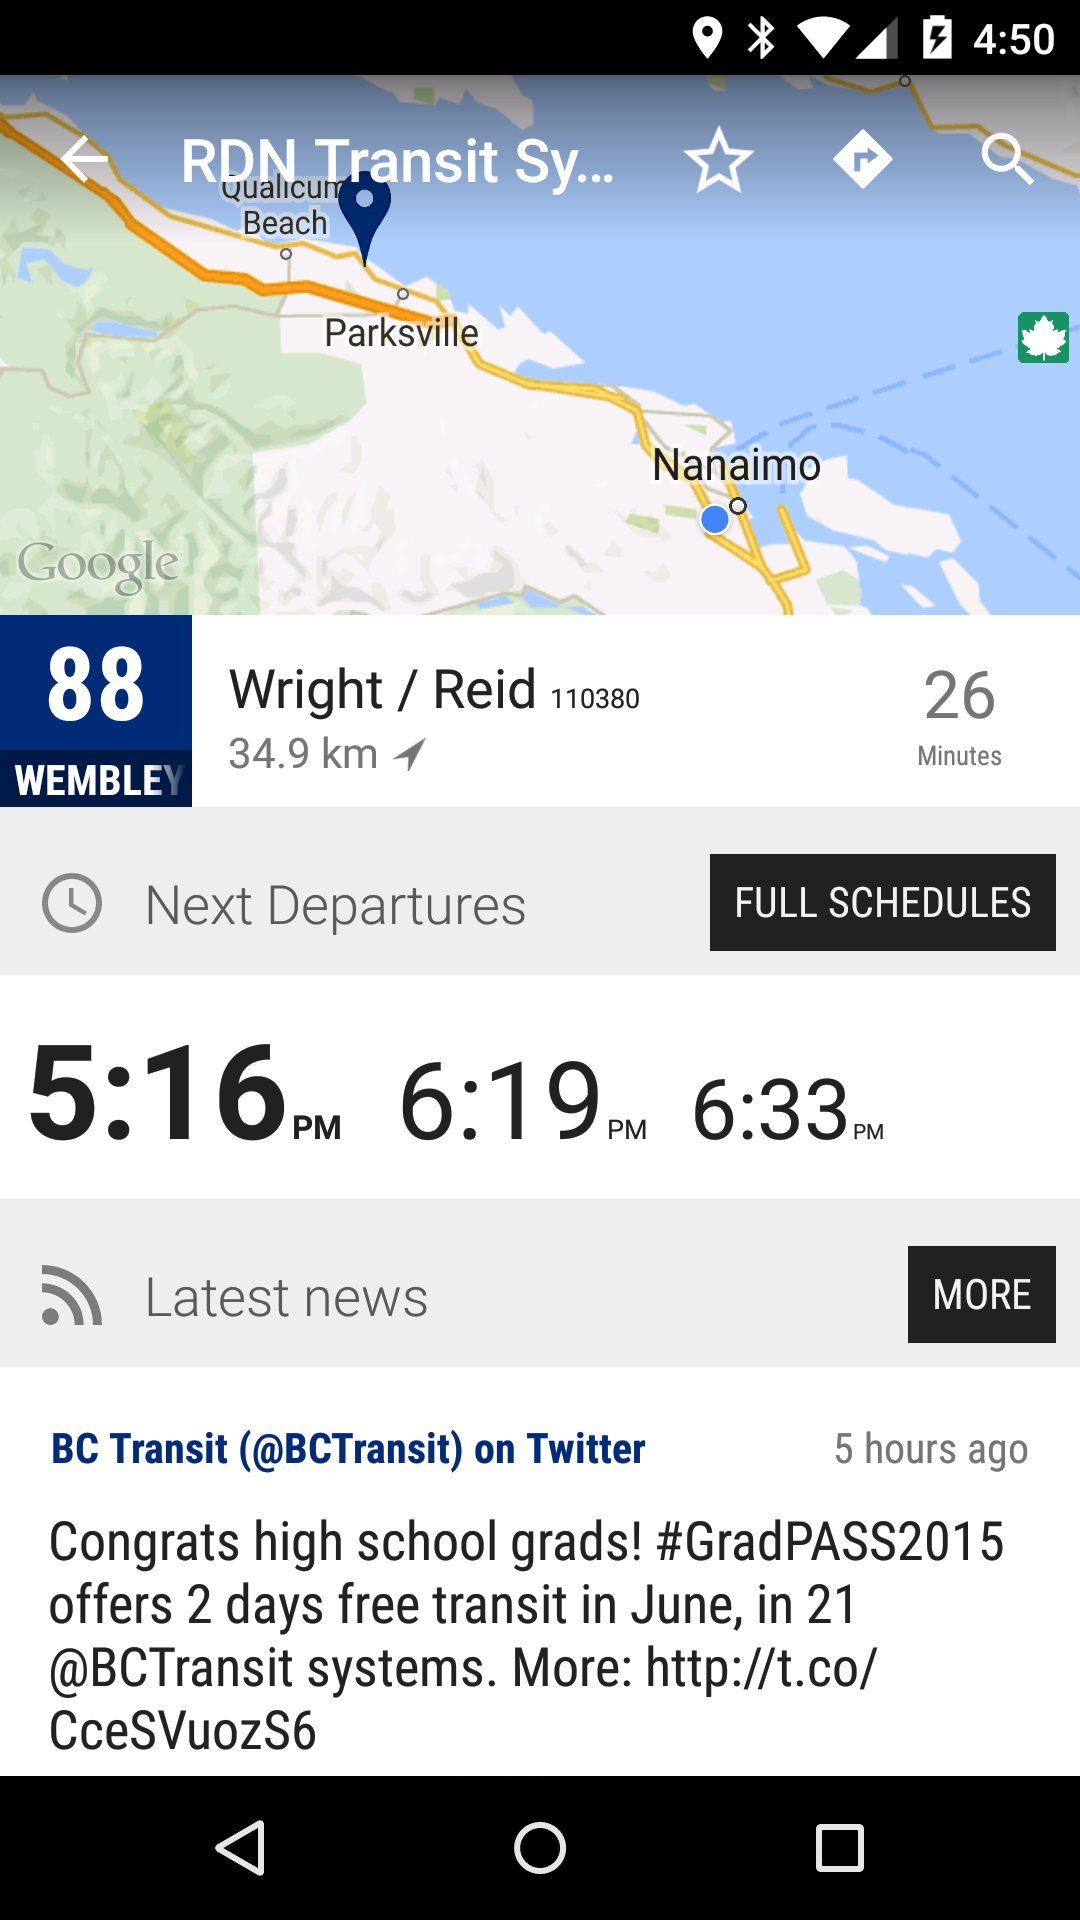 4:50
RDN Transit Sy...
Qualicum
Beach
Parksville
Nanaimo
Google
88
WEMBLEY
Wright / Reid 110380
34.9 km
26
Minutes
Next Departures
FULL SCHEDULES
5:16 PM 6:19 PM 6:33 PM
Latest news
MORE
BC Transit (@BCTransit) on Twitter
5 hours ago
Congrats high school grads! #GradPASS2015
offers 2 days free transit in June, in 21
@BCTransit systems. More: http://t.co/
CceSVuozS6